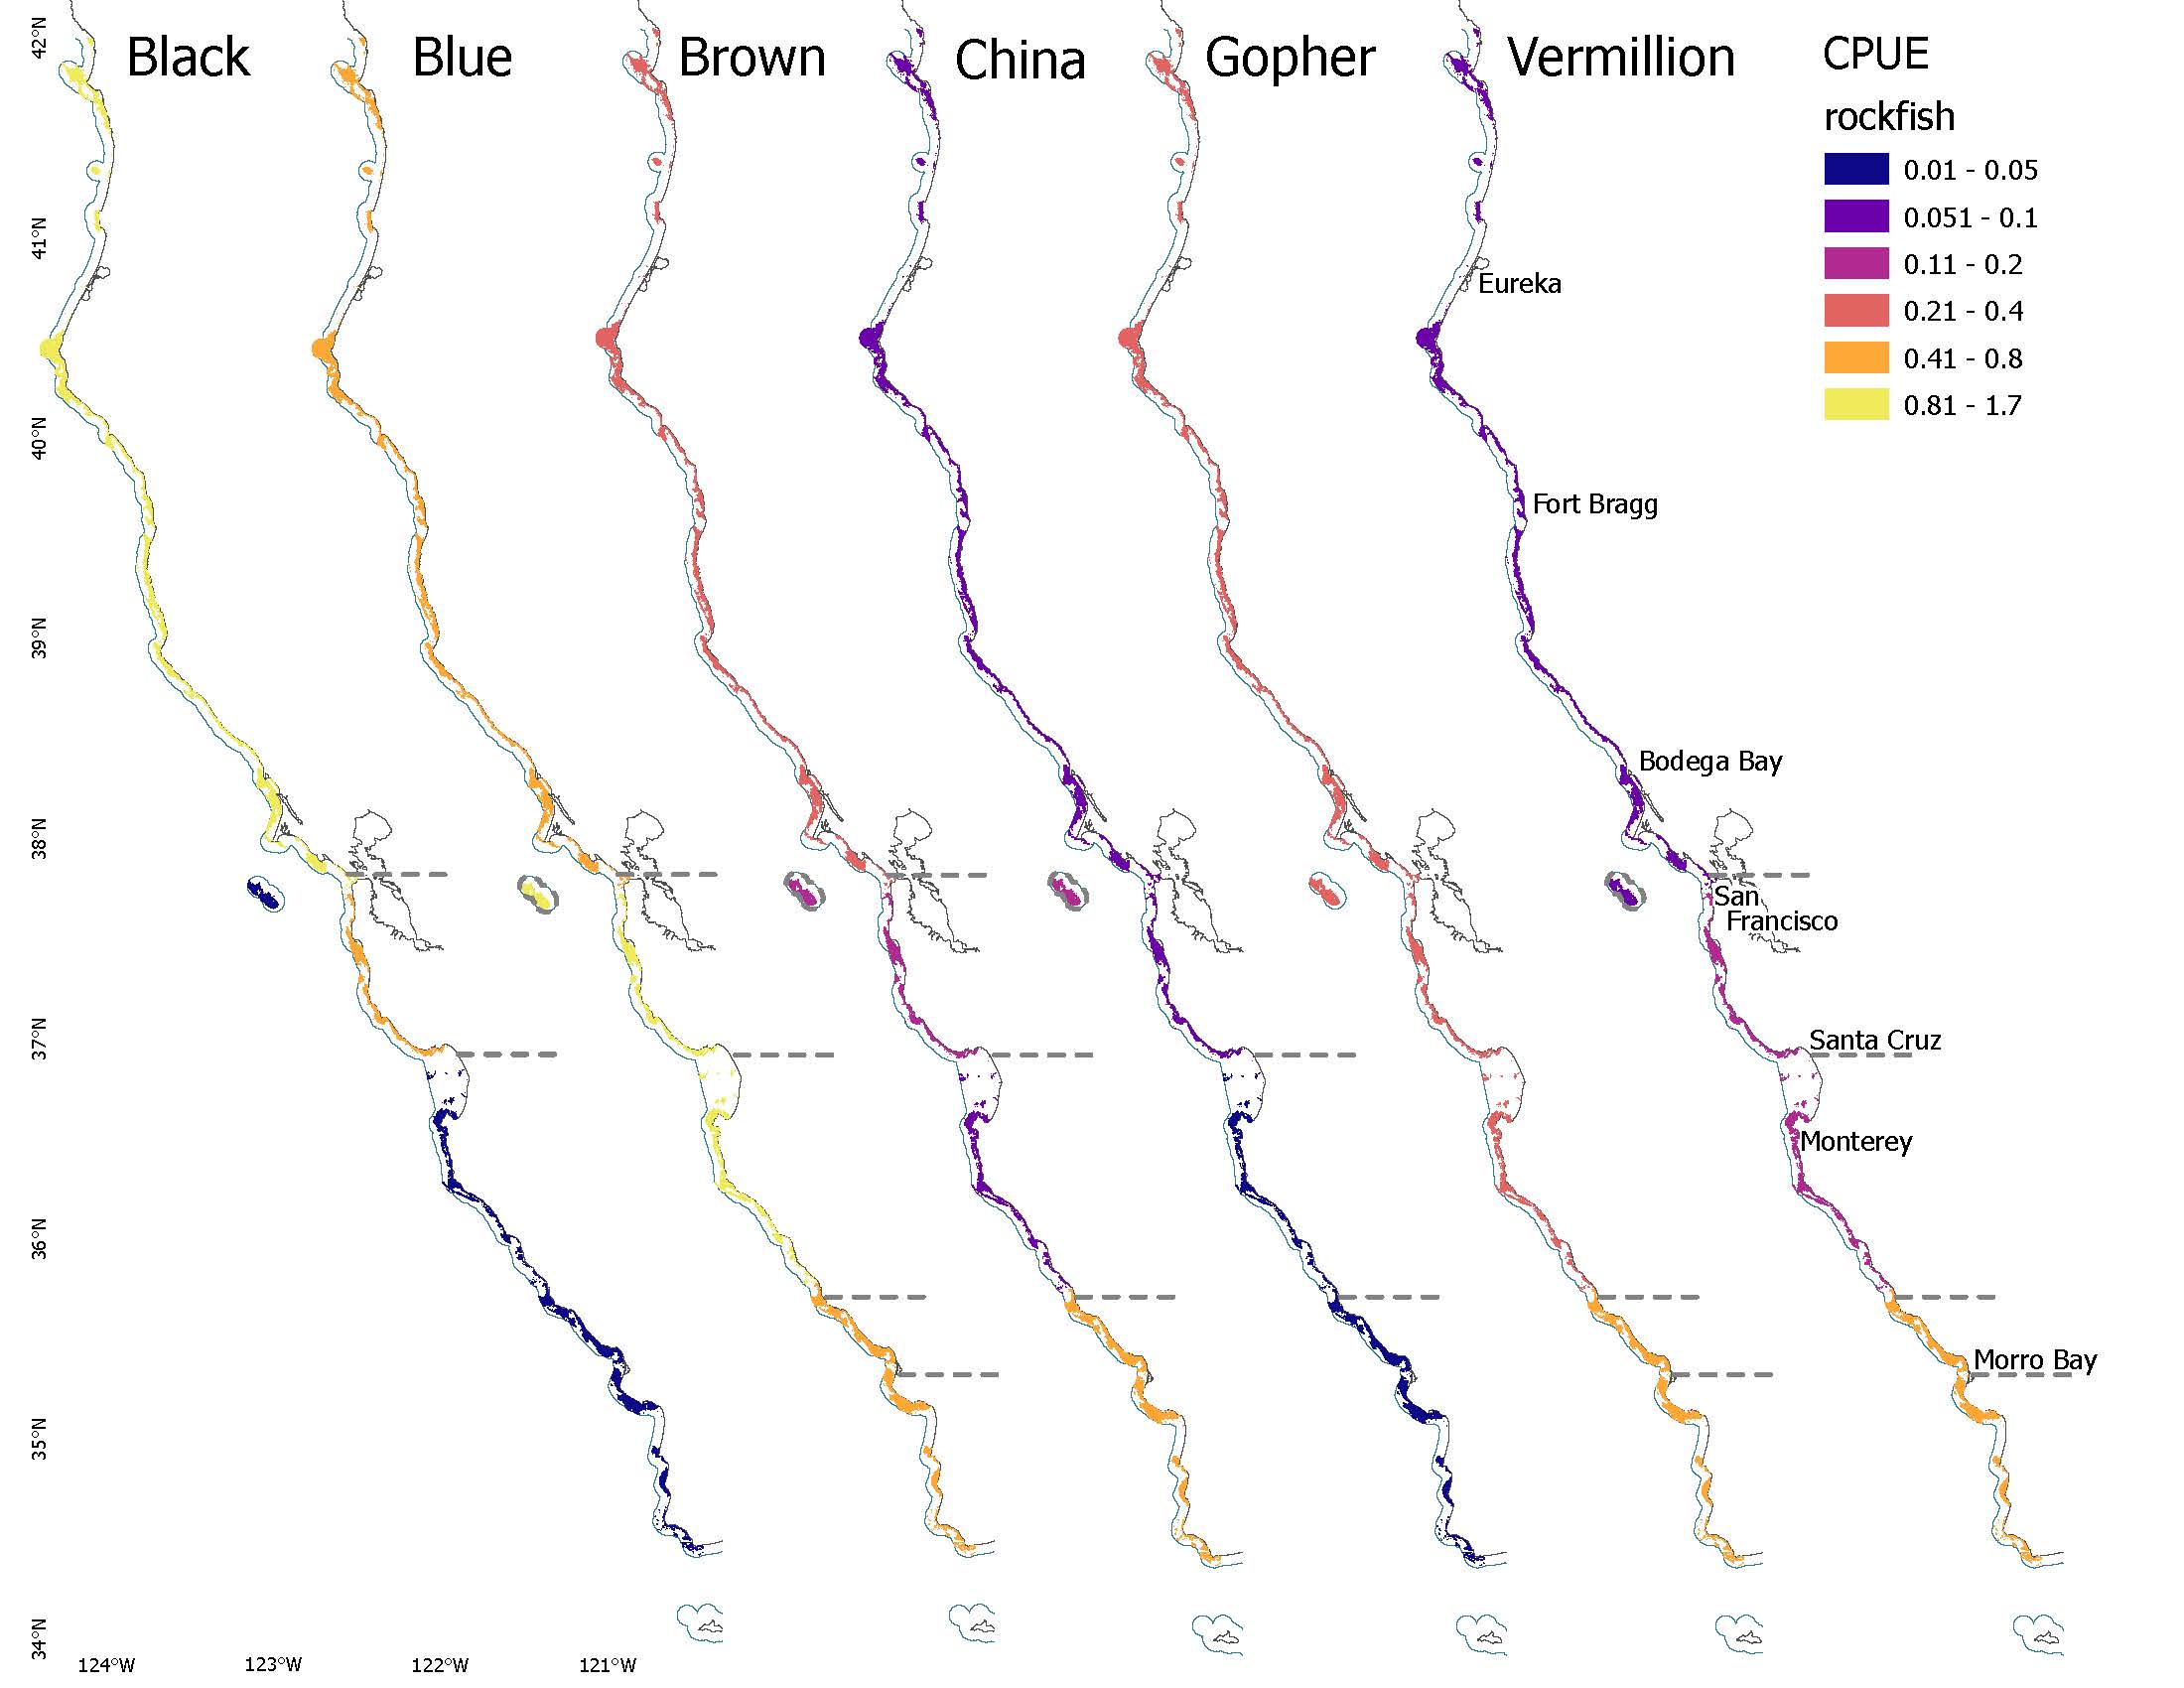 Black
Blue
Brown
China
Gopher
Vermillion
CPUE
rockfish
0.01 - 0.05
0.051 - 0.1
0.11 - 0.2
0.21 - 0.4
0.41 - 0.8
0.81 - 1.7
42°N
41°N
40°N
39°N
38°N
37°N
36°N
35°N
34°N
Eureka
Fort Bragg
Bodega Bay
San
Francisco
Santa Cruz
Monterey
Morro Bay
124°W
123°W
122°W
121°W